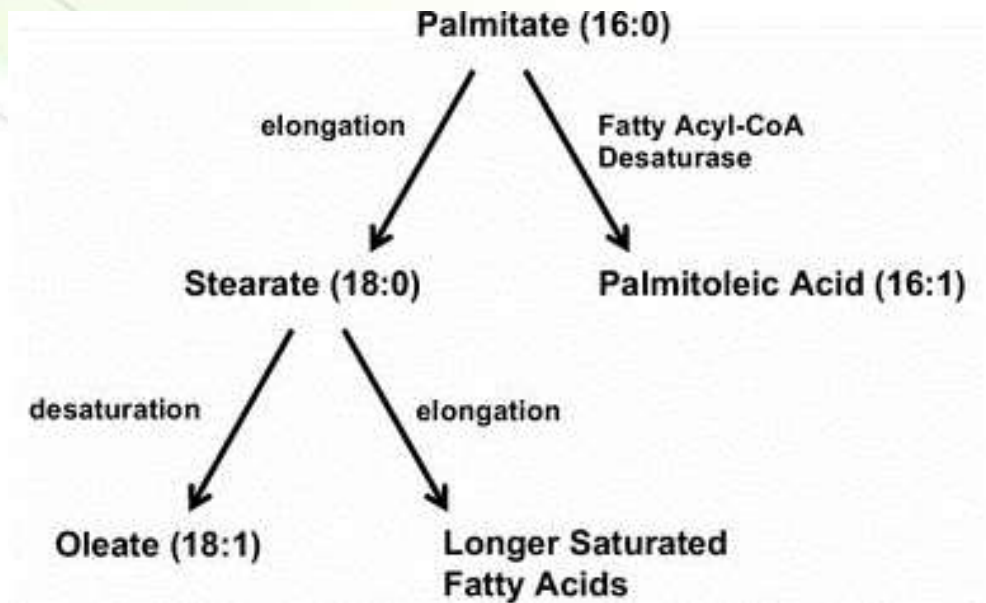 Palmitate (16:0)
elongation
Fatty Acyl-CoA
Desaturase
Stearate (18:0)
Palmitoleic Acid (16:1)
desaturation
elongation
Oleate (18:1)
Longer Saturated
Fatty Acids